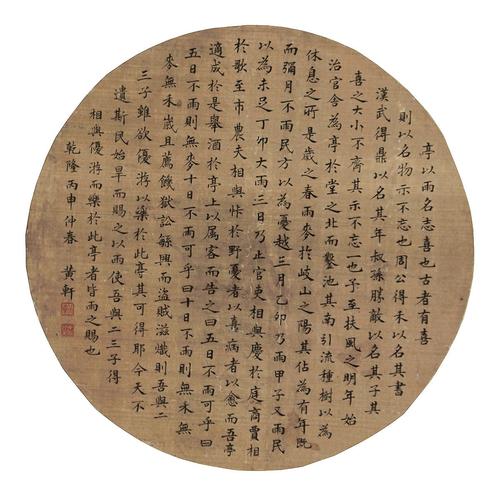 亭以雨名志喜也古者有喜
則以名物示不忘也周公得禾以名其書
漢武得鼎以名其年叔孫勝敵以名其子其
喜之大小不齊其示不忘一也予至扶風之明年始
治官舍為亭於堂之北而鑿池其南引流種樹以為
休息之所是歲之春雨麥於岐山之陽其占為有年既
而彌月不雨民方以為憂越三月乙卯乃雨甲子又雨民
以為未足丁卯大雨三日乃止官吏相與慶於庭商賈相
於歌至市農夫相與忭於野憂者以喜病者以愈而吾亭
適成於是舉酒於亭上以属客而告之曰五日不雨可乎曰
五日不雨則無麥十日不雨可乎曰十日不雨則無禾無
麥無禾歲且薦饑獄訟興而盜賊滋熾則吾與二
三子雖欲優游以樂於此亭其可得耶今天不
遺斯民始旱而賜之以雨使吾與二三子得
相與優游而樂於此亭者皆雨之賜也
乾隆丙申仲春 黄軒